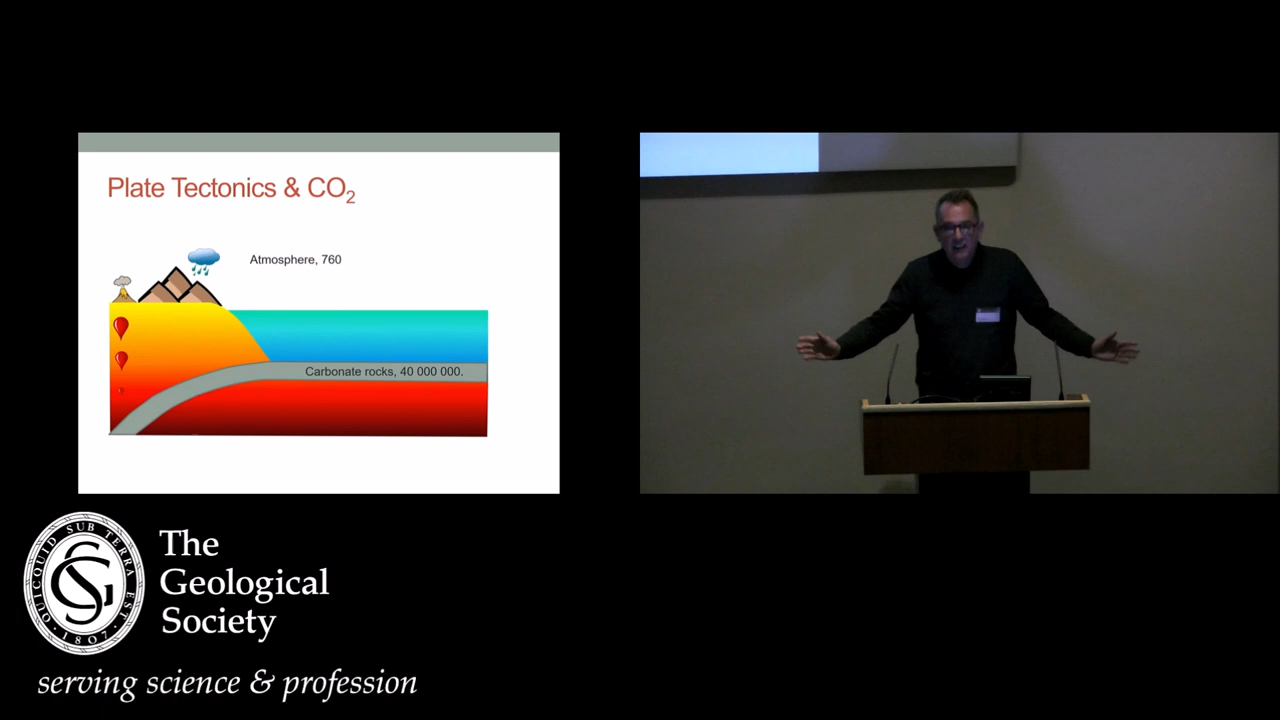 Plate Tectonics & CO2
Atmosphere, 760
Carbonate rocks, 40 000 000.
QUICQUID SUB TERRA EST
· 1807 ·
The
Geological
Society
serving science & profession